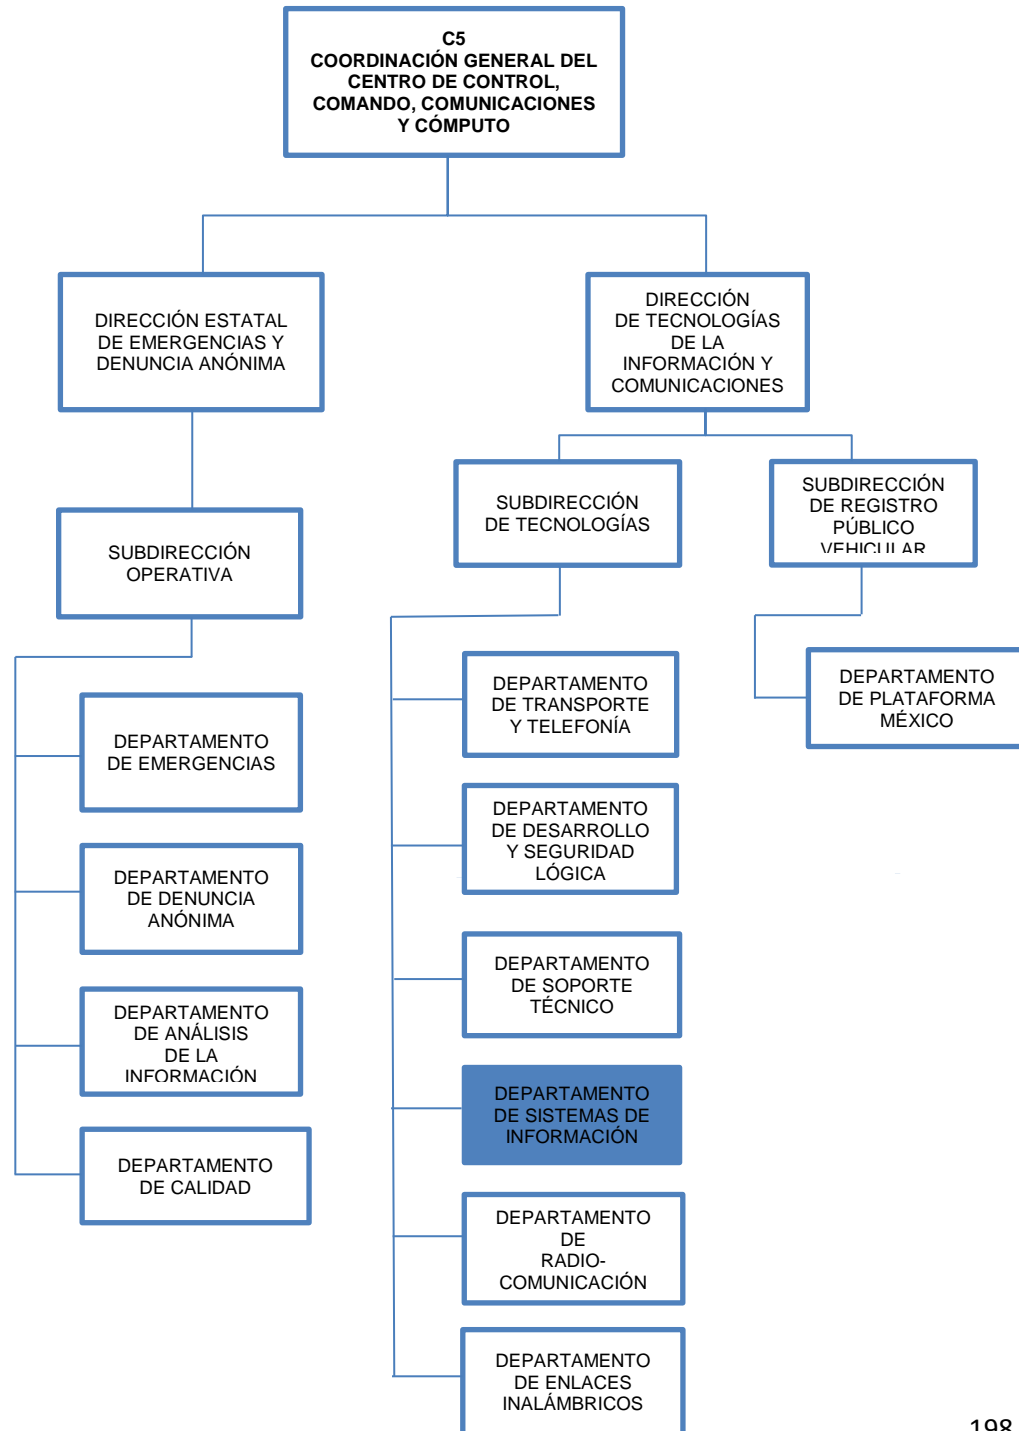 C5
COORDINACIÓN GENERAL DEL
CENTRO DE CONTROL,
COMANDO, COMUNICACIONES
Y CÓMPUTO
DIRECCIÓN ESTATAL
DE EMERGENCIAS Y
DENUNCIA ANÓNIMA
DIRECCIÓN
DE TECNOLOGÍAS
DE LA
INFORMACIÓN Y
COMUNICACIONES
SUBDIRECCIÓN
OPERATIVA
SUBDIRECCIÓN
DE TECNOLOGÍAS
SUBDIRECCIÓN
DE REGISTRO
PÚBLICO
VEHICULAR
DEPARTAMENTO
DE EMERGENCIAS
DEPARTAMENTO
DE DENUNCIA
ANÓNIMA
DEPARTAMENTO
DE ANÁLISIS
DE LA
INFORMACIÓN
DEPARTAMENTO
DE CALIDAD
DEPARTAMENTO
DE TRANSPORTE
Y TELEFONÍA
DEPARTAMENTO
DE DESARROLLO
Y SEGURIDAD
LÓGICA
DEPARTAMENTO
DE SOPORTE
TÉCNICO
DEPARTAMENTO
DE SISTEMAS DE
INFORMACIÓN
DEPARTAMENTO
DE
RADIO-
COMUNICACIÓN
DEPARTAMENTO
DE ENLACES
INALÁMBRICOS
DEPARTAMENTO
DE PLATAFORMA
MÉXICO
198